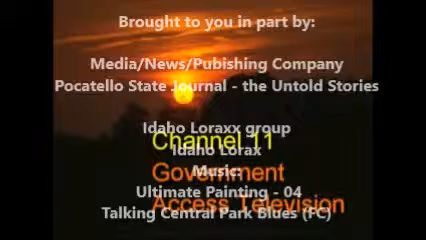 Brought to you in part by:
Media/News/Pubishing Company
Pocatello State Journal - the Untold Stories
Idaho Loraxx group
Channel 11
Idaho Lorax
Music:
Government
Ultimate Painting - 04
Access Television
Talking Central Park Blues (FC)